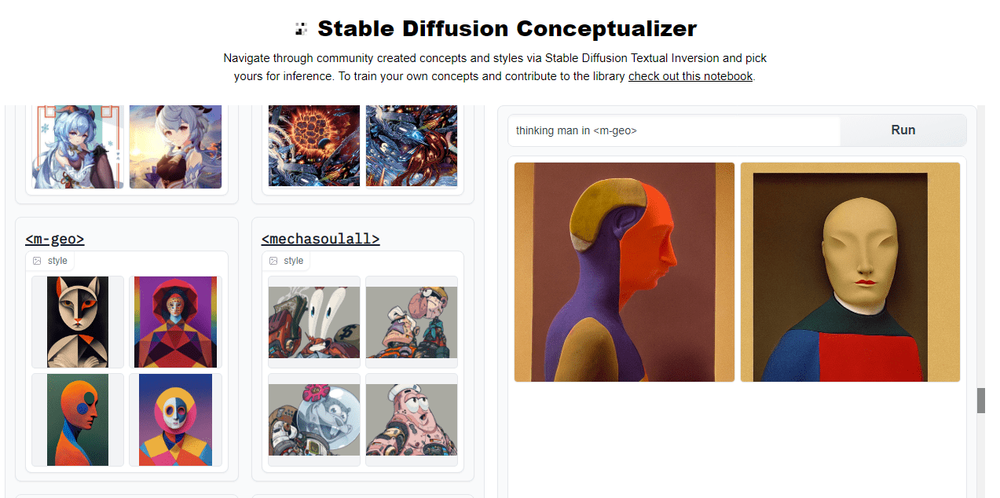 Stable Diffusion Conceptualizer
Navigate through community created concepts and styles via Stable Diffusion Textual Inversion and pick
yours for inference. To train your own concepts and contribute to the library check out this notebook.
thinking man in <m-geo>
Run
<m-geo>
style
<mechasoulall>
style